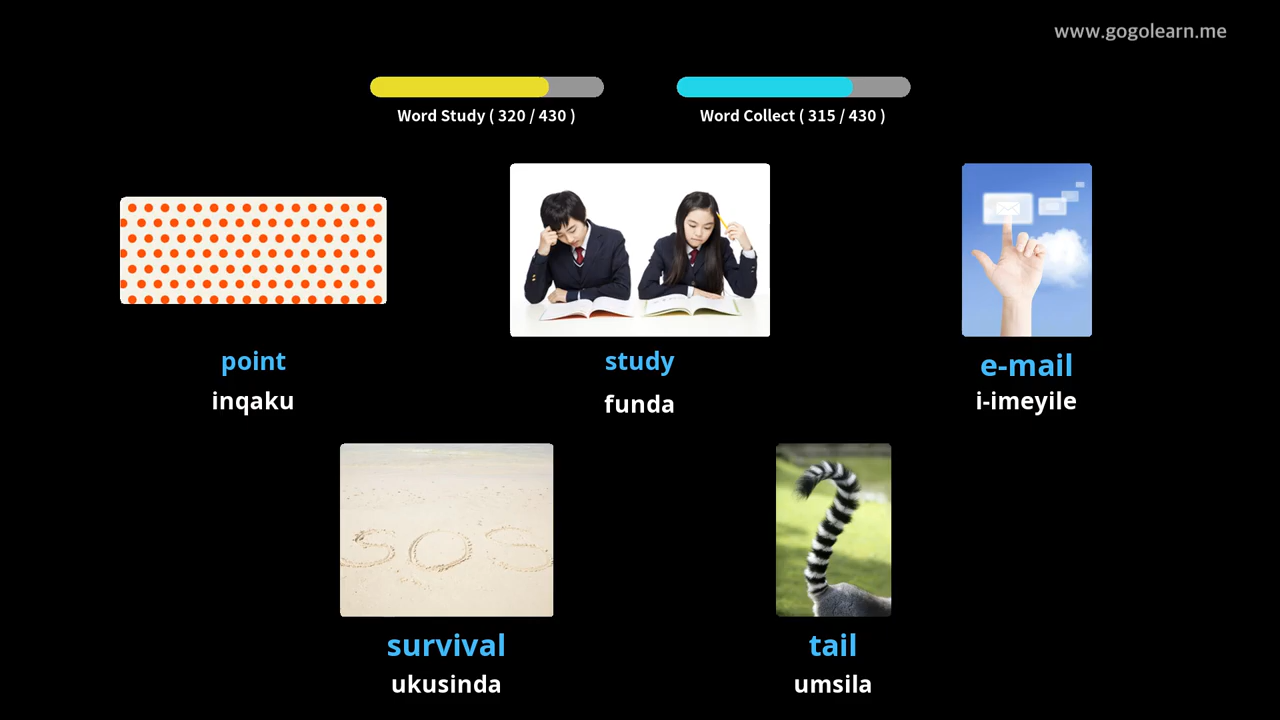 www.gogolearn.me
Word Study ( 320 / 430 )
Word Collect ( 315 / 430 )
point
inqaku
study
funda
e-mail
i-imeyile
sos
survival
ukusinda
tail
umsila